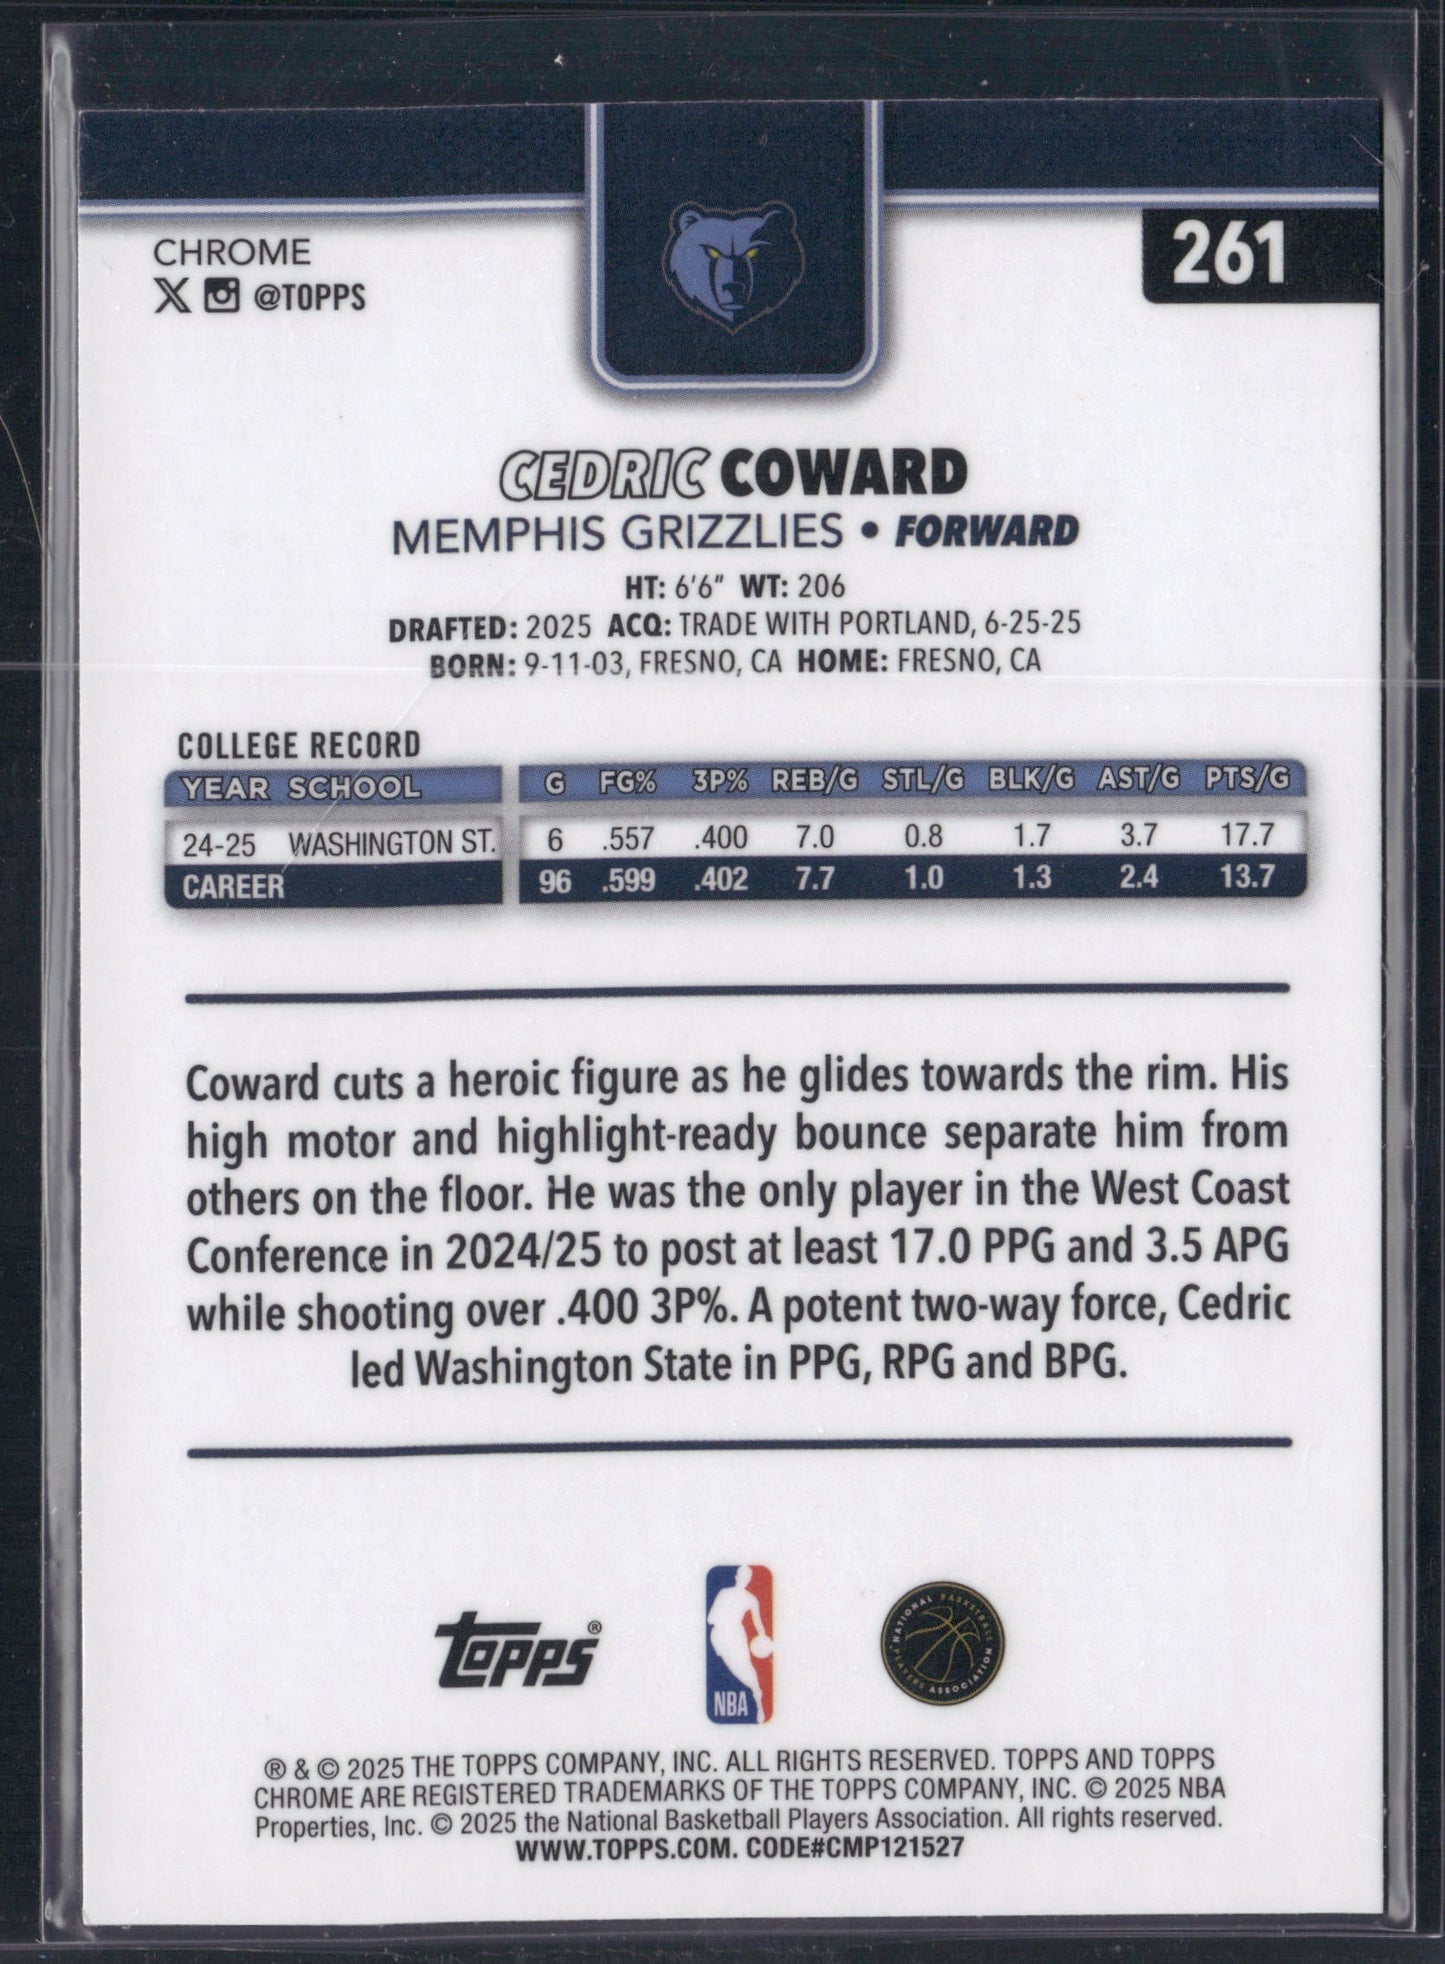 CHROME
261
X @TOPPS
CEDRIC COWARD
MEMPHIS GRIZZLIES • FORWARD
HT: 6'6" WT: 206
DRAFTED: 2025 ACQ: TRADE WITH PORTLAND, 6-25-25
BORN: 9-11-03, FRESNO, CA HOME: FRESNO, CA
COLLEGE RECORD
YEAR SCHOOL G FG% 3P% REB/G STL/G BLK/G AST/G PTS/G
24-25 WASHINGTON ST. 6 .557 .400 7.0 0.8 1.7 3.7 17.7
CAREER 96 .599 .402 7.7 1.0 1.3 2.4 13.7
Coward cuts a heroic figure as he glides towards the rim. His
high motor and highlight-ready bounce separate him from
others on the floor. He was the only player in the West Coast
Conference in 2024/25 to post at least 17.0 PPG and 3.5 APG
while shooting over .400 3P%. A potent two-way force, Cedric
led Washington State in PPG, RPG and BPG.
TOPPS®
NBA
NATIONAL BASKETBALL PLAYERS ASSOCIATION
® & © 2025 THE TOPPS COMPANY, INC. ALL RIGHTS RESERVED. TOPPS AND TOPPS
CHROME ARE REGISTERED TRADEMARKS OF THE TOPPS COMPANY, INC. © 2025 NBA
Properties, Inc. © 2025 the National Basketball Players Association. All rights reserved.
WWW.TOPPS.COM. CODE#CMP121527